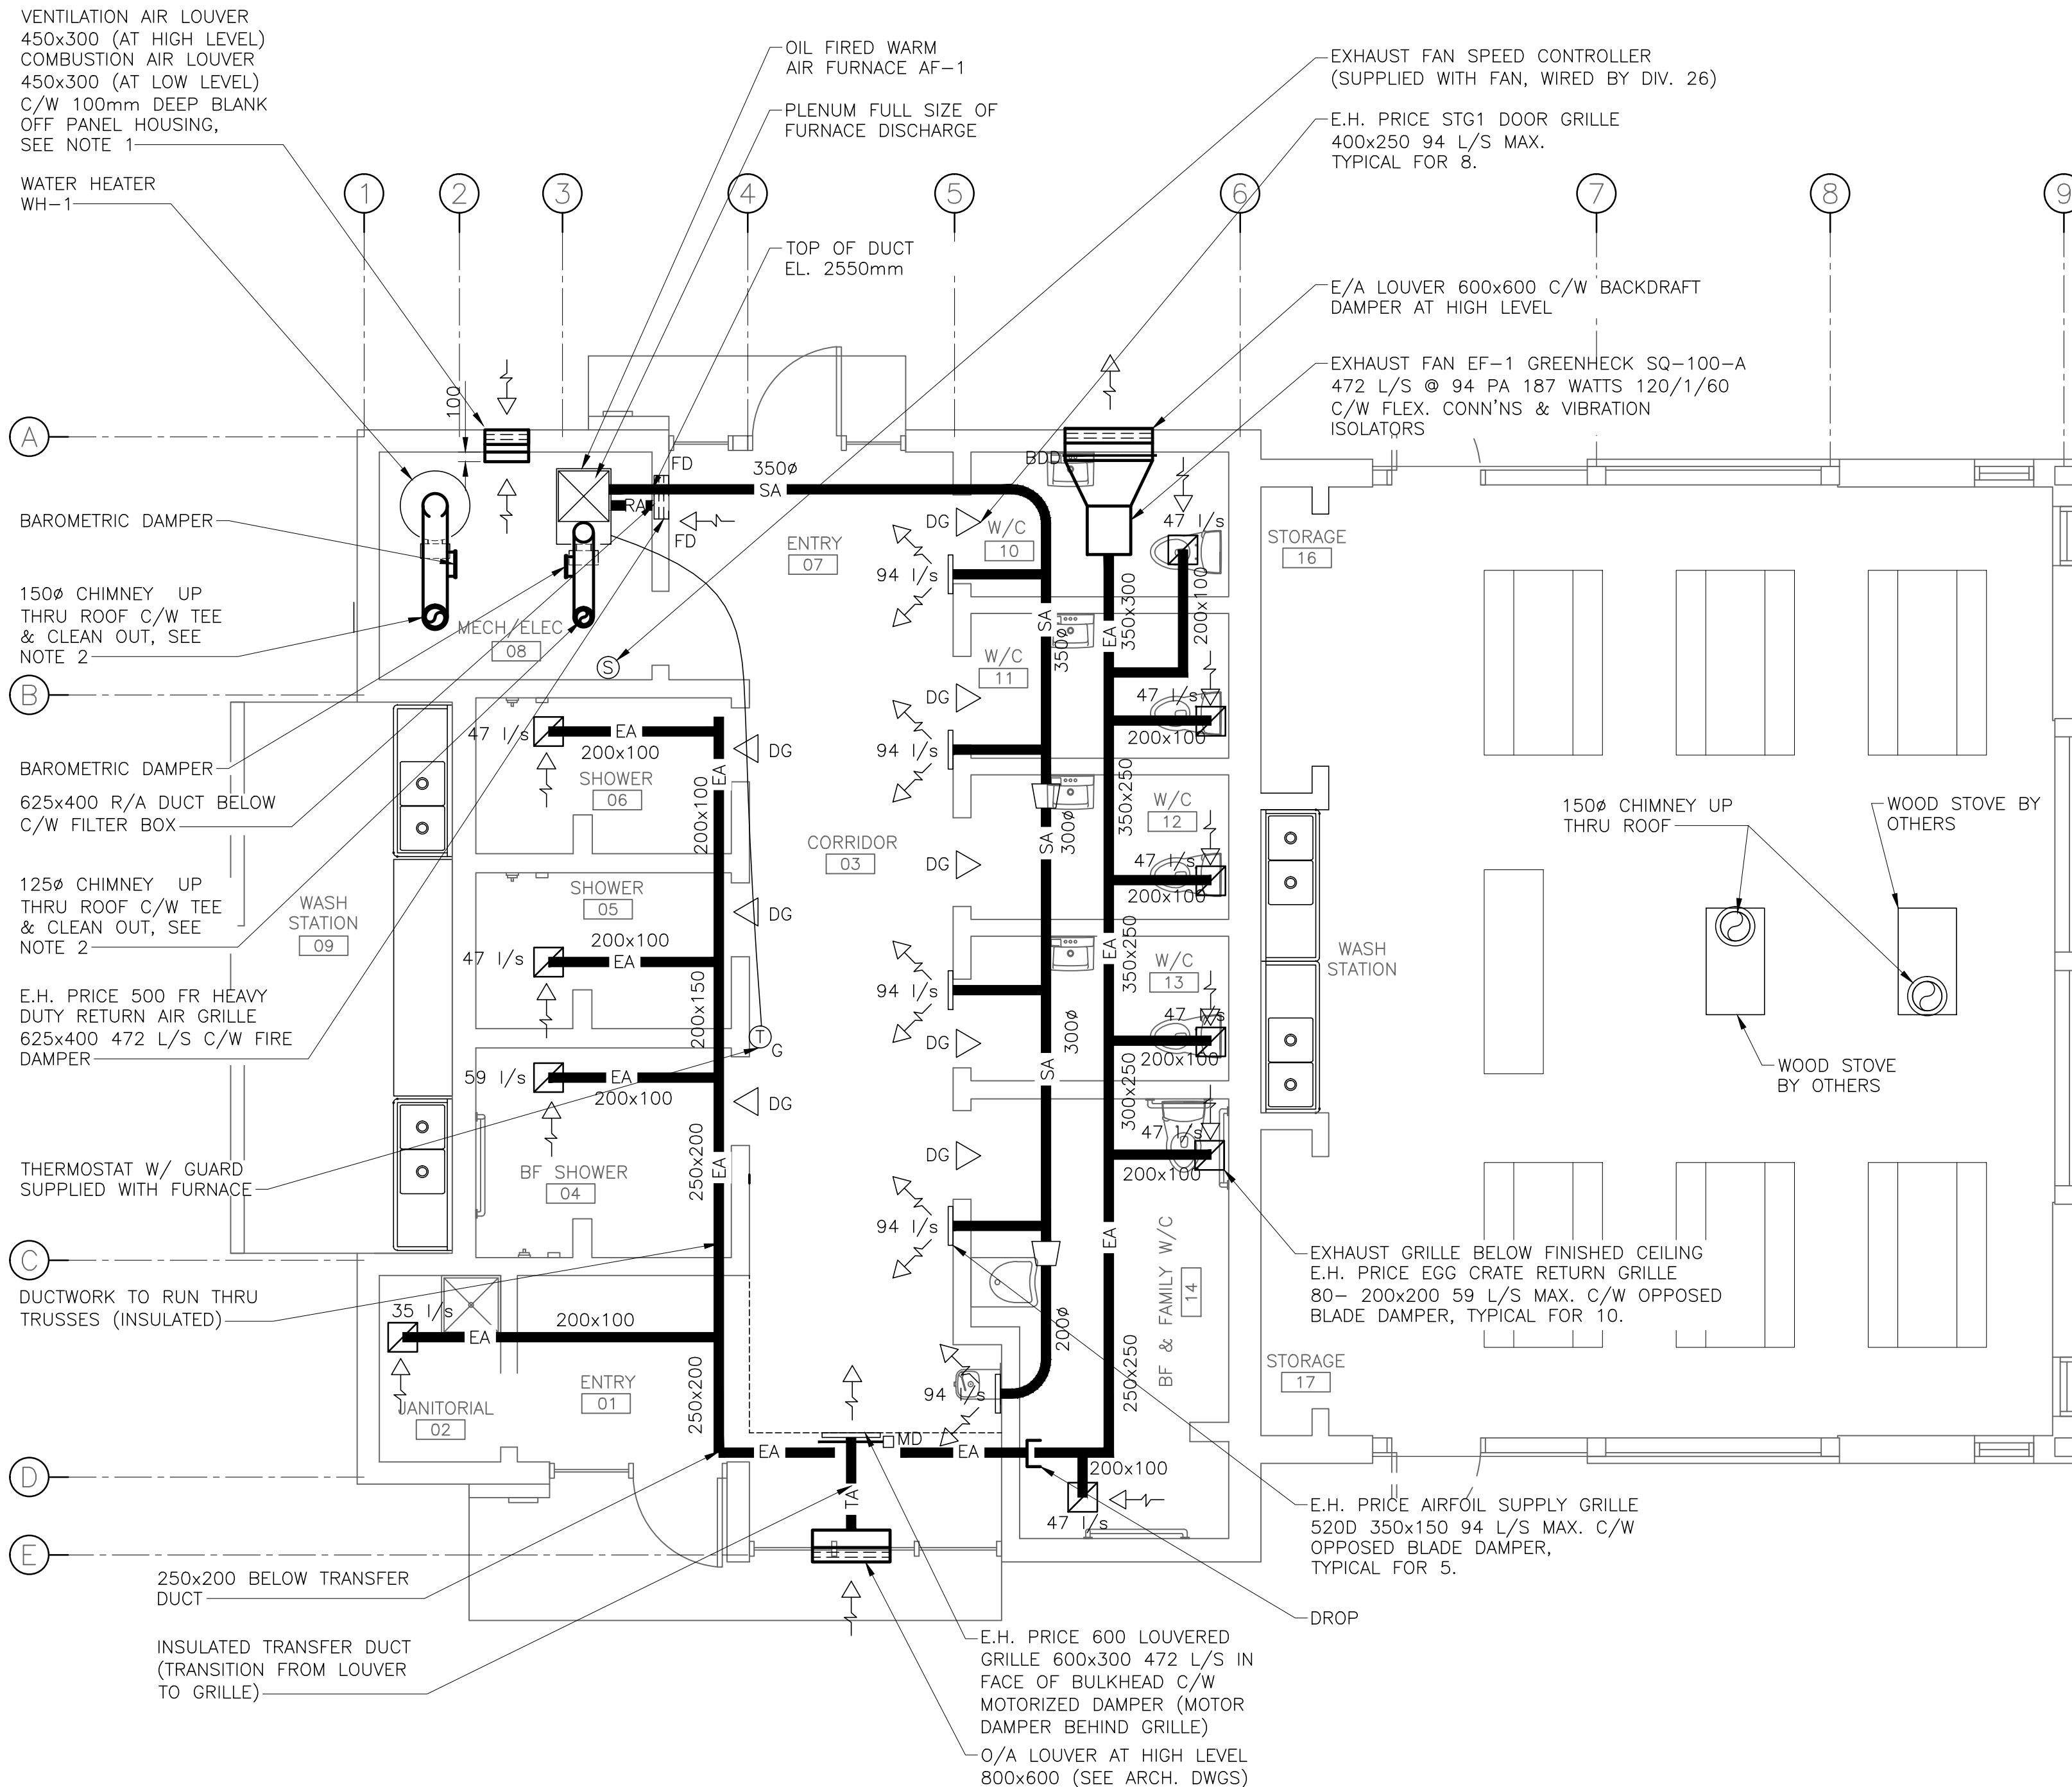 VENTILATION AIR LOUVER
450x300 (AT HIGH LEVEL)
COMBUSTION AIR LOUVER
450x300 (AT LOW LEVEL)
C/W 100mm DEEP BLANK
OFF PANEL HOUSING,
SEE NOTE 1
WATER HEATER
WH-1
OIL FIRED WARM
AIR FURNACE AF-1
PLENUM FULL SIZE OF
FURNACE DISCHARGE
TOP OF DUCT
EL. 2550mm
EXHAUST FAN SPEED CONTROLLER
(SUPPLIED WITH FAN, WIRED BY DIV. 26)
E.H. PRICE STG1 DOOR GRILLE
400x250 94 L/S MAX.
TYPICAL FOR 8.
E/A LOUVER 600x600 C/W BACKDRAFT
DAMPER AT HIGH LEVEL
EXHAUST FAN EF-1 GREENHECK SQ-100-A
472 L/S @ 94 PA 187 WATTS 120/1/60
C/W FLEX. CONN'NS & VIBRATION
ISOLATORS
1
2
3
4
5
6
7
8
9
A
B
C
D
E
BAROMETRIC DAMPER
150ø CHIMNEY UP
THRU ROOF C/W TEE
& CLEAN OUT, SEE
NOTE 2
BAROMETRIC DAMPER
625x400 R/A DUCT BELOW
C/W FILTER BOX
125ø CHIMNEY UP
THRU ROOF C/W TEE
& CLEAN OUT, SEE
NOTE 2
E.H. PRICE 500 FR HEAVY
DUTY RETURN AIR GRILLE
625x400 472 L/S C/W FIRE
DAMPER
THERMOSTAT W/ GUARD
SUPPLIED WITH FURNACE
DUCTWORK TO RUN THRU
TRUSSES (INSULATED)
250x200 BELOW TRANSFER
DUCT
INSULATED TRANSFER DUCT
(TRANSITION FROM LOUVER
TO GRILLE)
100
FD
RA
FD
350ø
SA
BDD
MECH/ELEC
08
S
ENTRY
07
DG
W/C
10
94 l/s
47 l/s
200x100
SA
350ø
EA
350x300
W/C
11
DG
94 l/s
47 l/s
200x100
STORAGE
16
47 l/s
EA
200x100
EA
200x100
SHOWER
06
DG
CORRIDOR
03
DG
SA
300ø
350x250
W/C
12
47 l/s
200x100
SHOWER
05
DG
WASH
STATION
09
47 l/s
200x100
EA
200x150
94 l/s
DG
EA
350x250
W/C
13
47 l/s
200x100
WASH
STATION
150ø CHIMNEY UP
THRU ROOF
WOOD STOVE BY
OTHERS
WOOD STOVE
BY OTHERS
T
G
59 l/s
EA
200x100
DG
SA
300ø
300x250
DG
47 l/s
200x100
BF SHOWER
04
250x200
EA
94 l/s
EA
BF & FAMILY W/C
14
35 l/s
EA
200x100
JANITORIAL
02
ENTRY
01
250x200
200ø
94 l/s
250x250
STORAGE
17
EA
MD
EA
TA
200x100
47 l/s
EXHAUST GRILLE BELOW FINISHED CEILING
E.H. PRICE EGG CRATE RETURN GRILLE
80- 200x200 59 L/S MAX. C/W OPPOSED
BLADE DAMPER, TYPICAL FOR 10.
E.H. PRICE AIRFOIL SUPPLY GRILLE
520D 350x150 94 L/S MAX. C/W
OPPOSED BLADE DAMPER,
TYPICAL FOR 5.
DROP
E.H. PRICE 600 LOUVERED
GRILLE 600x300 472 L/S IN
FACE OF BULKHEAD C/W
MOTORIZED DAMPER (MOTOR
DAMPER BEHIND GRILLE)
O/A LOUVER AT HIGH LEVEL
800x600 (SEE ARCH. DWGS)